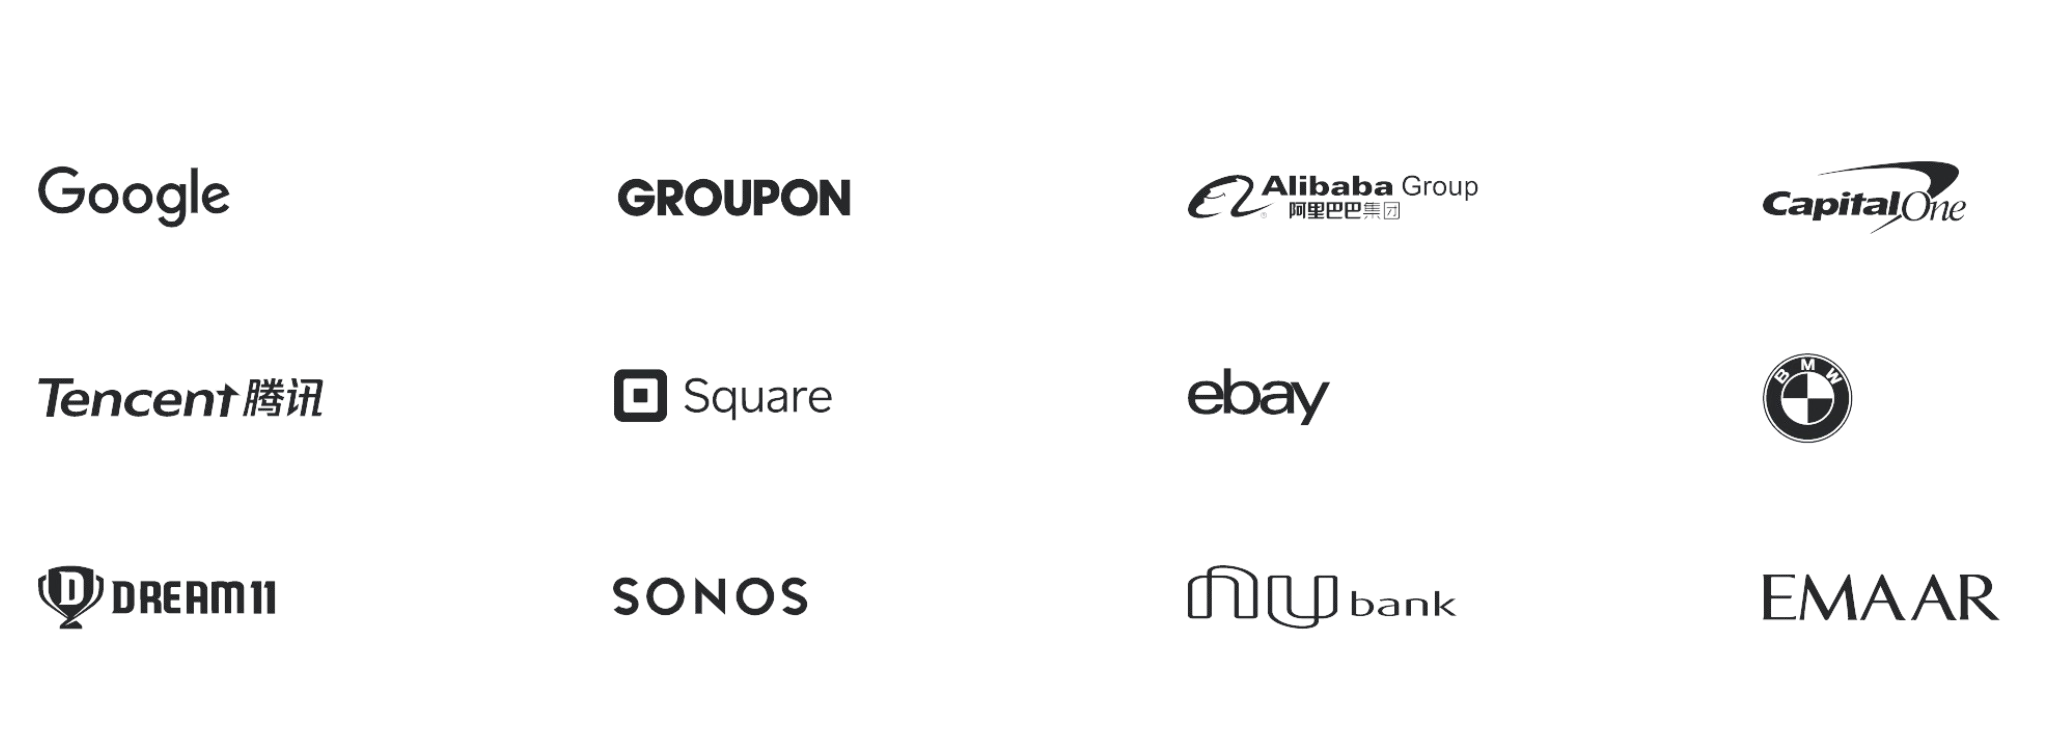 Google
GROUPON
Alibaba Group
阿里巴巴集团
Capital One
Tencent 腾讯
Square
ebay
BMW
DREAM11
SONOS
nu bank
EMAAR